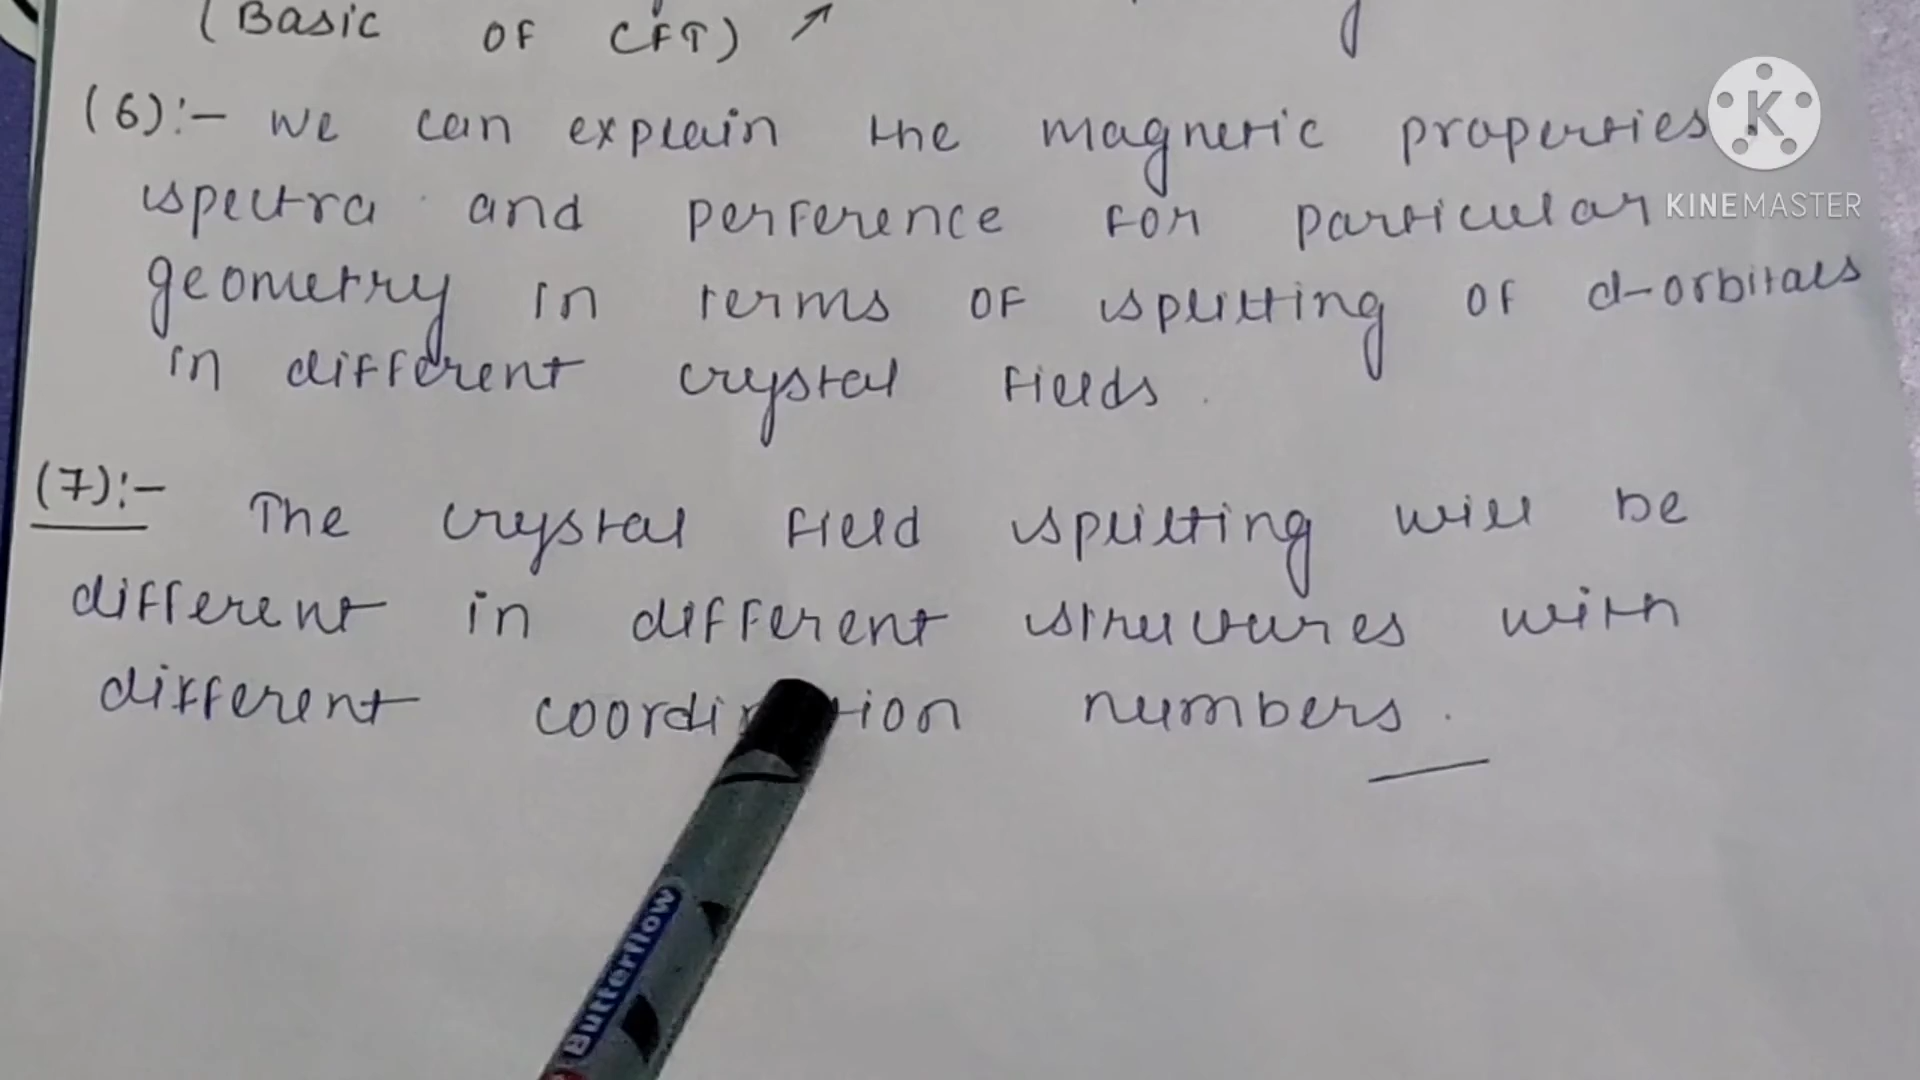 (Basic OF CFT)
(6):- we can explain the magnetic properties,
spectra and perference for particular
geometry in terms of splitting of d-orbitals
in different crystal fields.
(7):- The crystal field splitting will be
different in different structures with
different numbers.
K
KINEMASTER
Butterflow